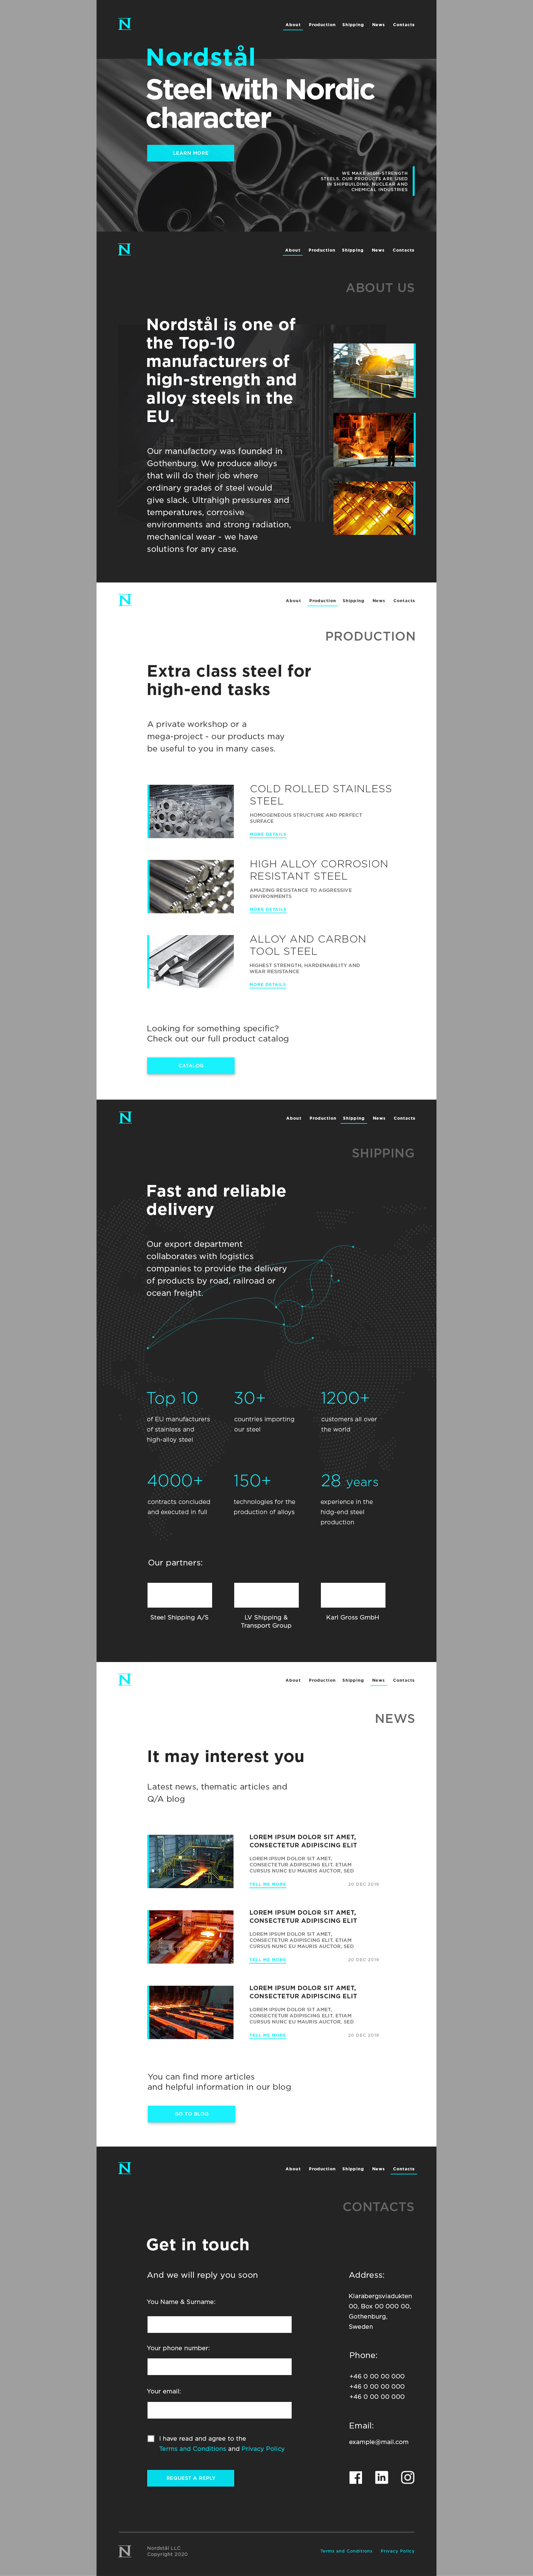 N
About Production Shipping News Contacts
Nordstål
Steel with Nordic
character
LEARN MORE
WE MAKE HIGH-STRENGTH
STEELS. OUR PRODUCTS ARE USED
IN SHIPBUILDING, NUCLEAR AND
CHEMICAL INDUSTRIES
N
About Production Shipping News Contacts
ABOUT US
Nordstål is one of
the Top-10
manufacturers of
high-strength and
alloy steels in the
EU.
Our manufactory was founded in
Gothenburg. We produce alloys
that will do their job where
ordinary grades of steel would
give slack. Ultrahigh pressures and
temperatures, corrosive
environments and strong radiation,
mechanical wear - we have
solutions for any case.
N
About Production Shipping News Contacts
PRODUCTION
Extra class steel for
high-end tasks
A private workshop or a
mega-project - our products may
be useful to you in many cases.
COLD ROLLED STAINLESS
STEEL
HOMOGENEOUS STRUCTURE AND PERFECT
SURFACE
MORE DETAILS
HIGH ALLOY CORROSION
RESISTANT STEEL
AMAZING RESISTANCE TO AGGRESSIVE
ENVIRONMENTS
MORE DETAILS
ALLOY AND CARBON
TOOL STEEL
HIGHEST STRENGTH, HARDENABILITY AND
WEAR RESISTANCE
MORE DETAILS
Looking for something specific?
Check out our full product catalog
CATALOG
N
About Production Shipping News Contacts
SHIPPING
Fast and reliable
delivery
Our export department
collaborates with logistics
companies to provide the delivery
of products by road, railroad or
ocean freight.
Top 10
of EU manufacturers
of stainless and
high-alloy steel
30+
countries importing
our steel
1200+
customers all over
the world
4000+
contracts concluded
and executed in full
150+
technologies for the
production of alloys
28 years
experience in the
hidg-end steel
production
Our partners:
Steel Shipping A/S
LV Shipping &
Transport Group
Karl Gross GmbH
N
About Production Shipping News Contacts
NEWS
It may interest you
Latest news, thematic articles and
Q/A blog
LOREM IPSUM DOLOR SIT AMET,
CONSECTETUR ADIPISCING ELIT
LOREM IPSUM DOLOR SIT AMET,
CONSECTETUR ADIPISCING ELIT. ETIAM
CURSUS NUNC EU MAURIS AUCTOR, SED
TELL ME MORE 20 DEC 2019
LOREM IPSUM DOLOR SIT AMET,
CONSECTETUR ADIPISCING ELIT
LOREM IPSUM DOLOR SIT AMET,
CONSECTETUR ADIPISCING ELIT. ETIAM
CURSUS NUNC EU MAURIS AUCTOR, SED
TELL ME MORE 20 DEC 2019
LOREM IPSUM DOLOR SIT AMET,
CONSECTETUR ADIPISCING ELIT
LOREM IPSUM DOLOR SIT AMET,
CONSECTETUR ADIPISCING ELIT. ETIAM
CURSUS NUNC EU MAURIS AUCTOR, SED
TELL ME MORE 20 DEC 2019
You can find more articles
and helpful information in our blog
GO TO BLOG
N
About Production Shipping News Contacts
CONTACTS
Get in touch
And we will reply you soon
You Name & Surname:
Your phone number:
Your email:
I have read and agree to the
Terms and Conditions and Privacy Policy
REQUEST A REPLY
Address:
Klarabergsviadukten
00, Box 00 000 00,
Gothenburg,
Sweden
Phone:
+46 0 00 00 000
+46 0 00 00 000
+46 0 00 00 000
Email:
example@mail.com
in
N
Nordstål LLC
Copyright 2020
Terms and Conditions Privacy Policy